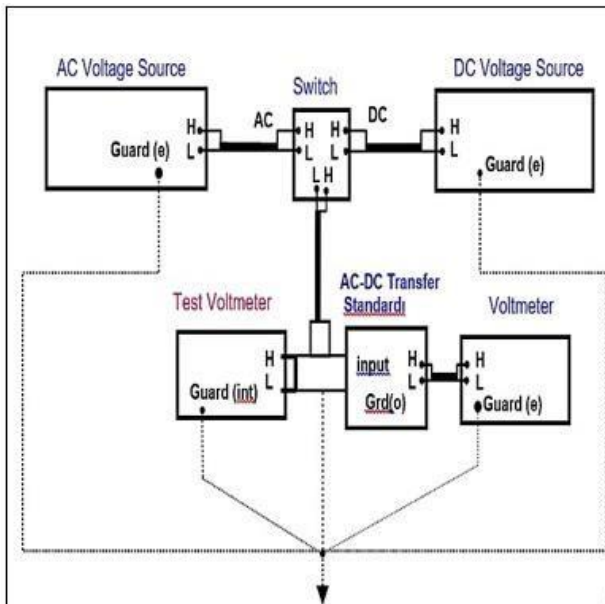 AC Voltage Source
Switch
DC Voltage Source
AC
DC
H
H
H
H
L
L
L
L
Guard (e)
Guard (e)
L H
Test Voltmeter
AC-DC Transfer
Standardı
Voltmeter
H
L
input
H
L
H
L
Guard (int)
Grd(o)
Guard (e)